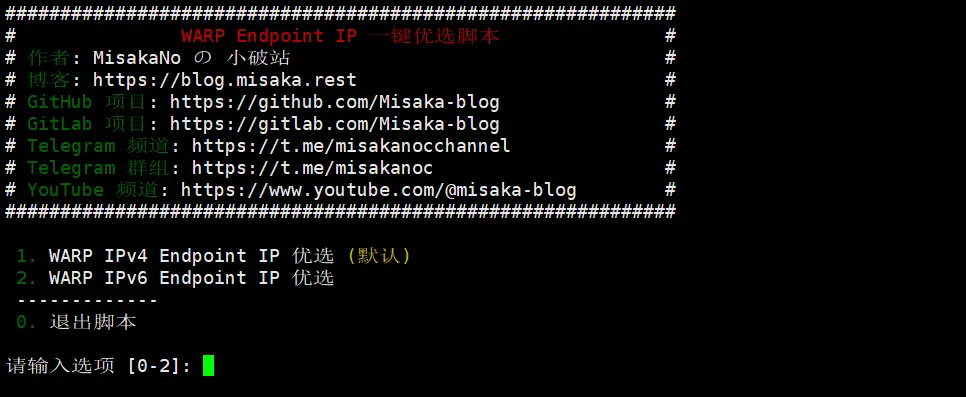 #############################################################
# WARP Endpoint IP 一键优选脚本 #
# 作者: MisakaNo の 小破站 #
# 博客: https://blog.misaka.rest #
# GitHub 项目: https://github.com/Misaka-blog #
# GitLab 项目: https://gitlab.com/Misaka-blog #
# Telegram 频道: https://t.me/misakanocchannel #
# Telegram 群组: https://t.me/misakanoc #
# YouTube 频道: https://www.youtube.com/@misaka-blog #
#############################################################
1. WARP IPv4 Endpoint IP 优选 (默认)
2. WARP IPv6 Endpoint IP 优选
-------------
0. 退出脚本
请输入选项 [0-2]: